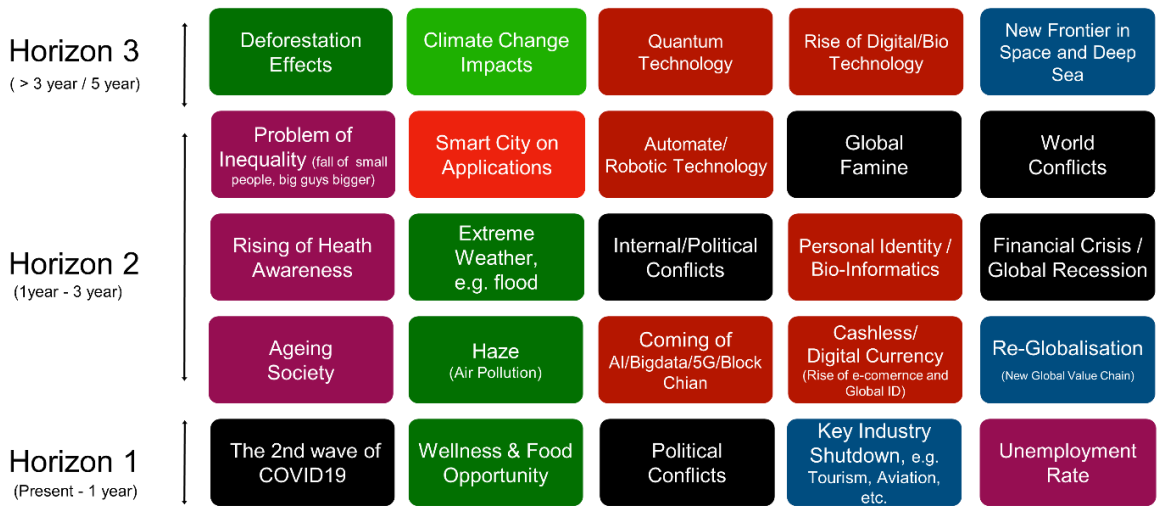 Horizon 3
( > 3 year / 5 year)
Deforestation
Effects
Climate Change
Impacts
Quantum
Technology
Rise of Digital/Bio
Technology
New Frontier in
Space and Deep
Sea
Problem of
Inequality (fall of small
people, big guys bigger)
Smart City on
Applications
Automate/
Robotic Technology
Global
Famine
World
Conflicts
Horizon 2
(1year - 3 year)
Rising of Heath
Awareness
Extreme
Weather,
e.g. flood
Internal/Political
Conflicts
Personal Identity /
Bio-Informatics
Financial Crisis /
Global Recession
Ageing
Society
Haze
(Air Pollution)
Coming of
AI/Bigdata/5G/Block
Chian
Cashless/
Digital Currency
(Rise of e-comernce and
Global ID)
Re-Globalisation
(New Global Value Chain)
Horizon 1
(Present - 1 year)
The 2nd wave of
COVID19
Wellness & Food
Opportunity
Political
Conflicts
Key Industry
Shutdown, e.g.
Tourism, Aviation,
etc.
Unemployment
Rate